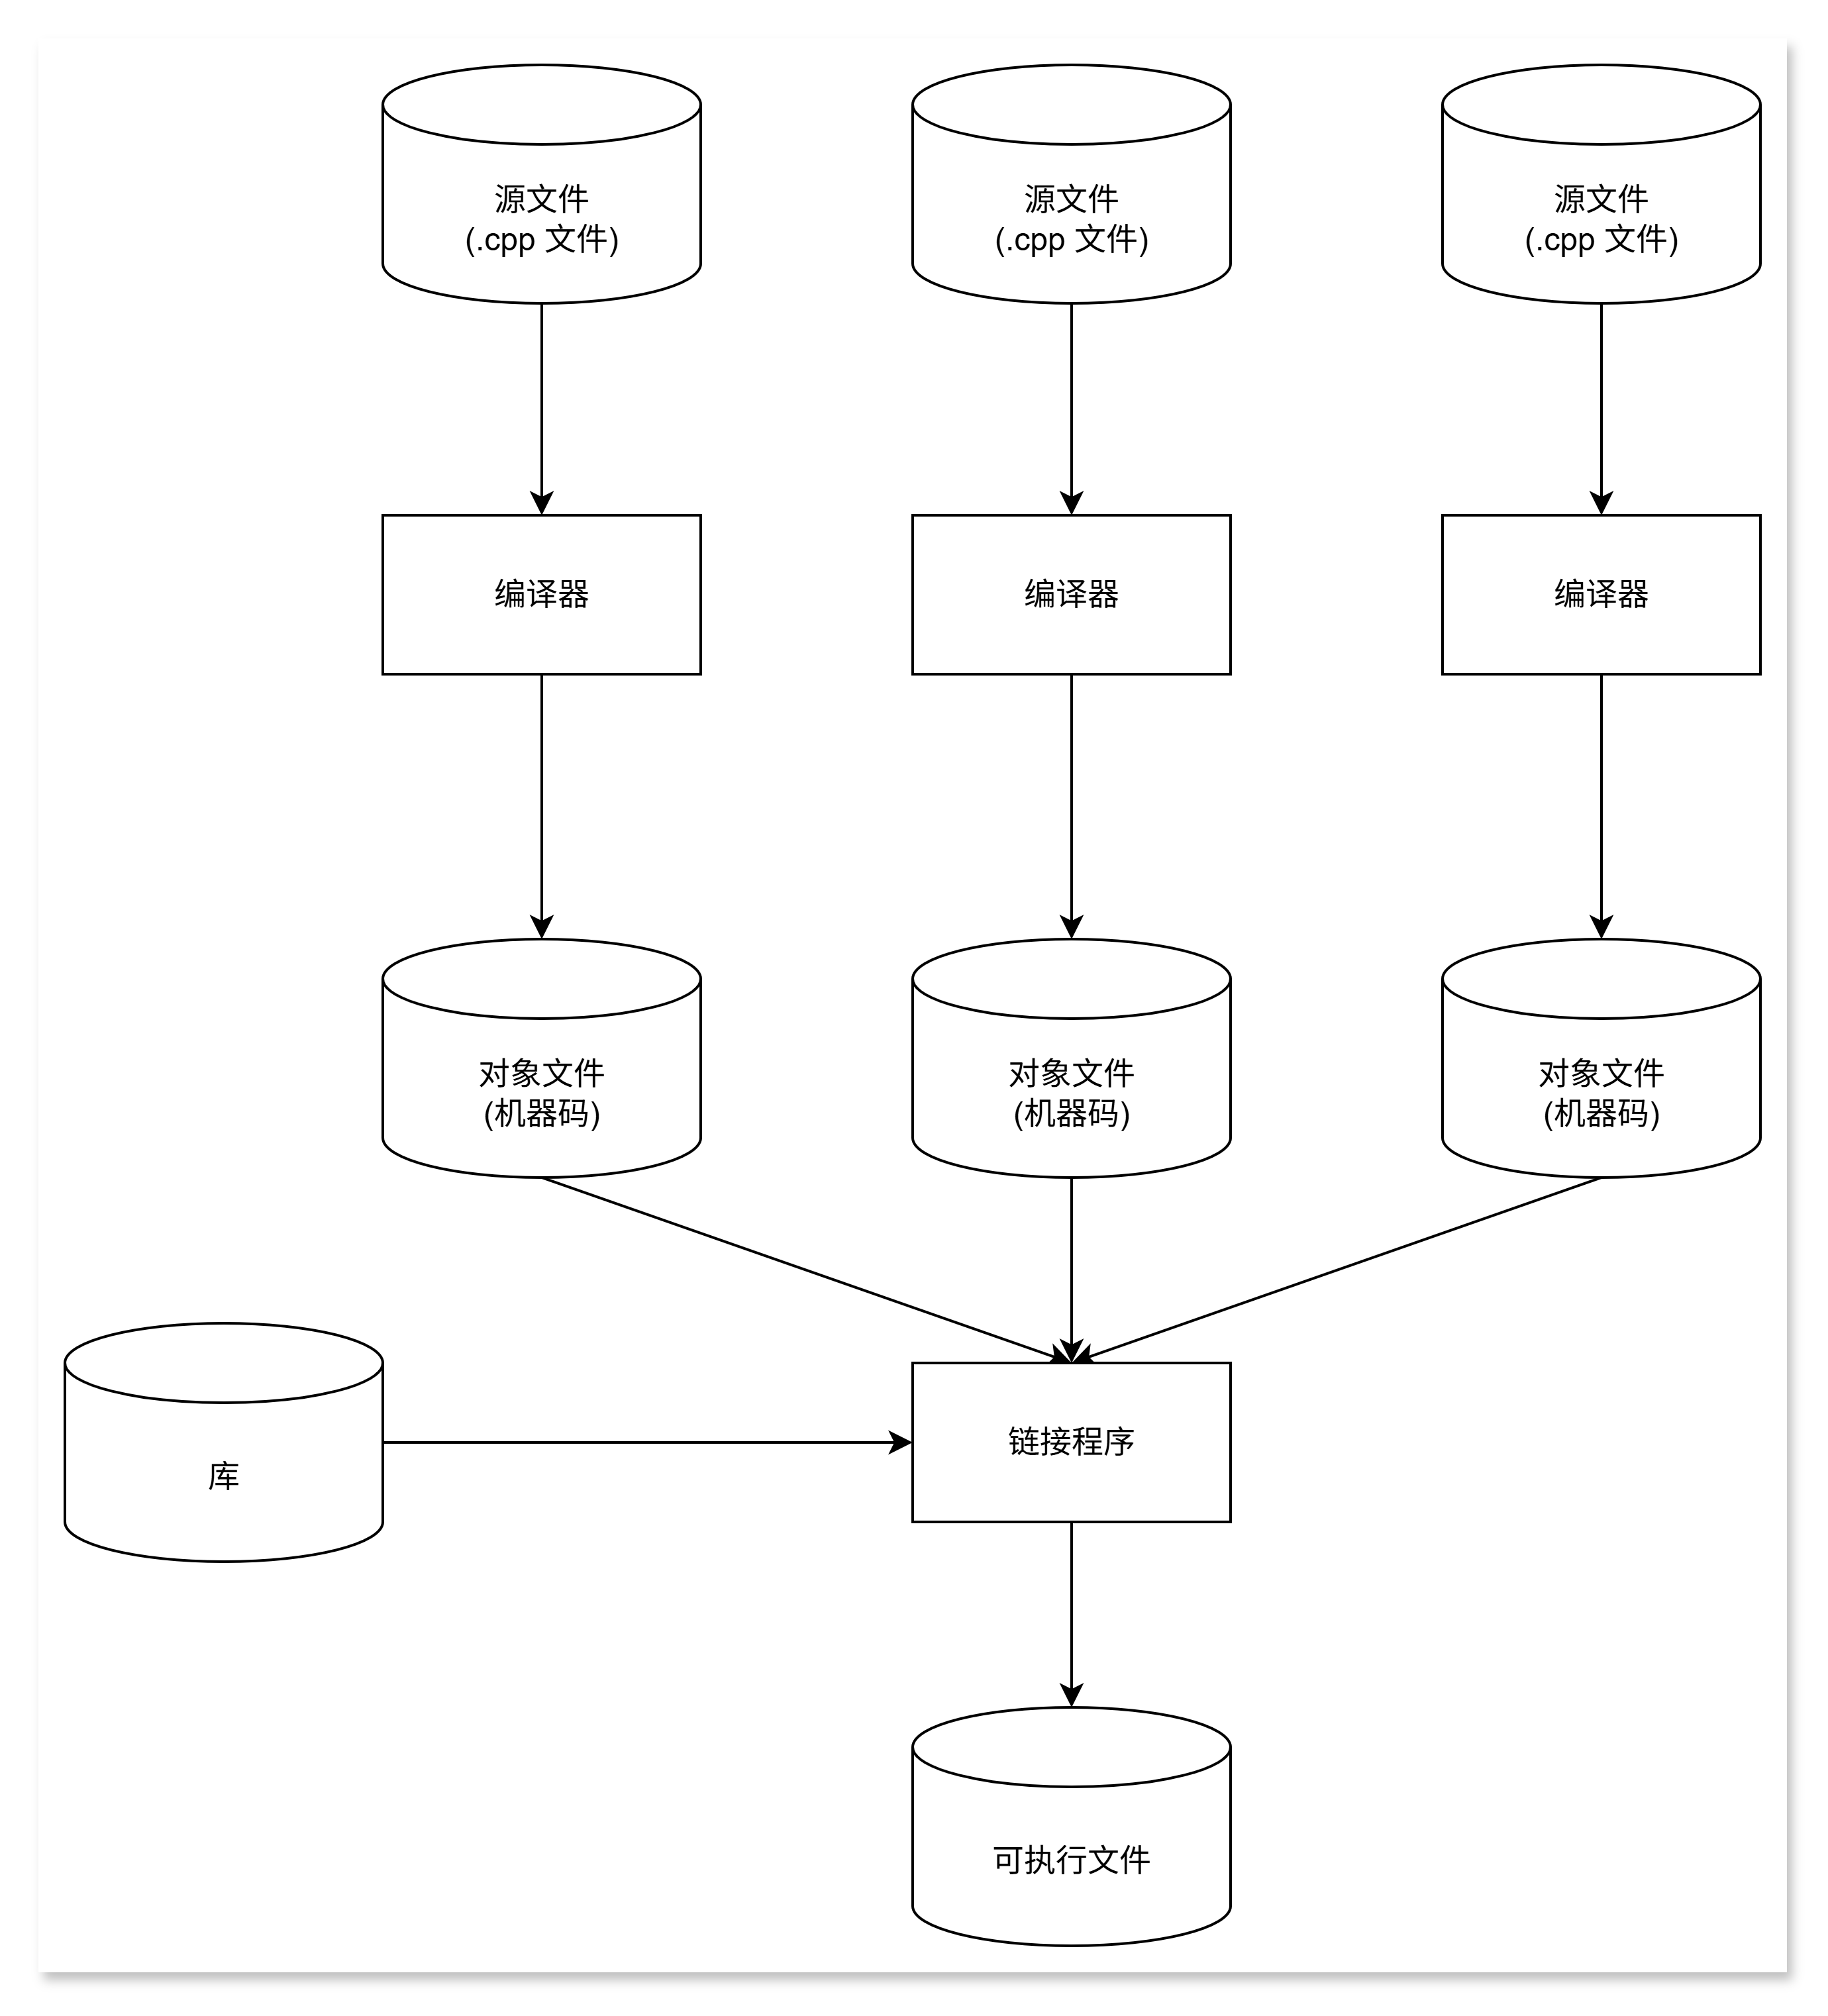 源文件
(.cpp 文件)
源文件
(.cpp 文件)
源文件
(.cpp 文件)
编译器
编译器
编译器
对象文件
(机器码)
对象文件
(机器码)
对象文件
(机器码)
库
链接程序
可执行文件